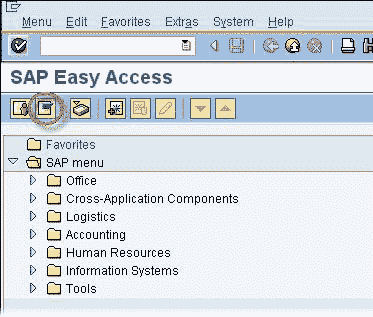 Menu Edit Favorites Extras System Help
SAP Easy Access
Favorites
SAP menu
Office
Cross-Application Components
Logistics
Accounting
Human Resources
Information Systems
Tools